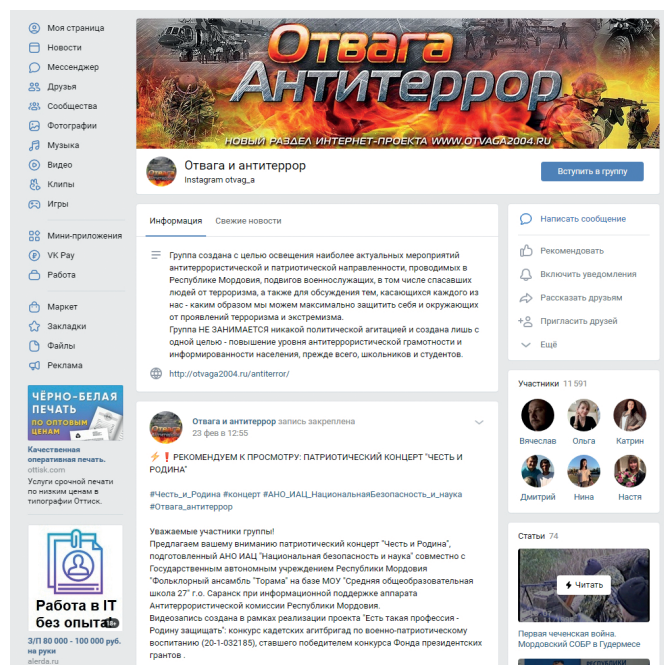 Моя страница
Новости
Мессенджер
Друзья
Сообщества
Фотографии
Музыка
Видео
Клипы
Игры
Мини-приложения
VK Pay
Работа
Маркет
Закладки
Файлы
Реклама
ЧЁРНО-БЕЛАЯ
ПЕЧАТЬ
ПО ОПТОВЫМ
ЦЕНАМ
Качественная
оперативная печать.
ottisk.com
Услуги срочной печати
по низким ценам в
типографии Оттиск.
Работа в IT
без опыта
18+
З/П 80 000 - 100 000 руб.
на руки
alerda.ru
Отвага
Антитеррор
НОВЫЙ РАЗДЕЛ ИНТЕРНЕТ-ПРОЕКТА WWW.OTVAGA2004.RU
Отвага и антитеррор
Instagram otvag_a
Вступить в группу
Информация Свежие новости
Группа создана с целью освещения наиболее актуальных мероприятий
антитеррористической и патриотической направленности, проводимых в
Республике Мордовия, подвигов военнослужащих, в том числе спасавших
людей от терроризма, а также для обсуждения тем, касающихся каждого из
нас - каким образом мы можем максимально защитить себя и окружающих
от проявлений терроризма и экстремизма.
Группа НЕ ЗАНИМАЕТСЯ никакой политической агитацией и создана лишь с
одной целью - повышение уровня антитеррористической грамотности и
информированности населения, прежде всего, школьников и студентов.
http://otvaga2004.ru/antiterror/
Отвага и антитеррор запись закреплена
23 фев в 12:55
⚡❗ РЕКОМЕНДУЕМ К ПРОСМОТРУ: ПАТРИОТИЧЕСКИЙ КОНЦЕРТ "ЧЕСТЬ И
РОДИНА"
#Честь_и_Родина #концерт #АНО_ИАЦ_НациональнаяБезопасность_и_наука
#Отвага_антитеррор
Уважаемые участники группы!
Предлагаем вашему вниманию патриотический концерт "Честь и Родина",
подготовленный АНО ИАЦ "Национальная безопасность и наука" совместно с
Государственным автономным учреждением Республики Мордовия
"Фольклорный ансамбль "Торама" на базе МОУ "Средняя общеобразовательная
школа 27" г.о. Саранск при информационной поддержке аппарата
Антитеррористической комиссии Республики Мордовия.
Видеозапись создана в рамках реализации проекта "Есть такая профессия -
Родину защищать": конкурс кадетских агитбригад по военно-патриотическому
воспитанию (20-1-032185), ставшего победителем конкурса Фонда президентских
грантов .
Написать сообщение
Рекомендовать
Включить уведомления
Рассказать друзьям
Пригласить друзей
Ещё
Участники 11 591
Вячеслав Ольга Катрин
Дмитрий Нина Настя
Статьи 74
Читать
Первая чеченская война.
Мордовский СОБР в Гудермесе